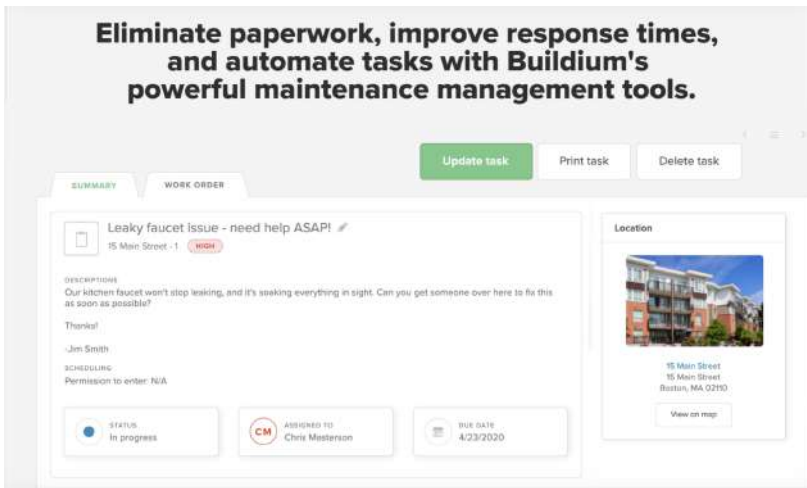 Eliminate paperwork, improve response times,
and automate tasks with Buildium's
powerful maintenance management tools.
Update task
Print task
Delete task
SUMMARY
WORK ORDER
Leaky faucet issue - need help ASAP!
15 Main Street - 1 HIGH
DESCRIPTIONS
Our kitchen faucet won't stop leaking, and it's soaking everything in sight. Can you get someone over here to fix this
as soon as possible?
Thanks!
-Jim Smith
SCHEDULING
Permission to enter: N/A
STATUS
In progress
CM
ASSIGNED TO
Chris Masterson
DUE DATE
4/23/2020
Location
15 Main Street
15 Main Street
Boston, MA 02110
View on map